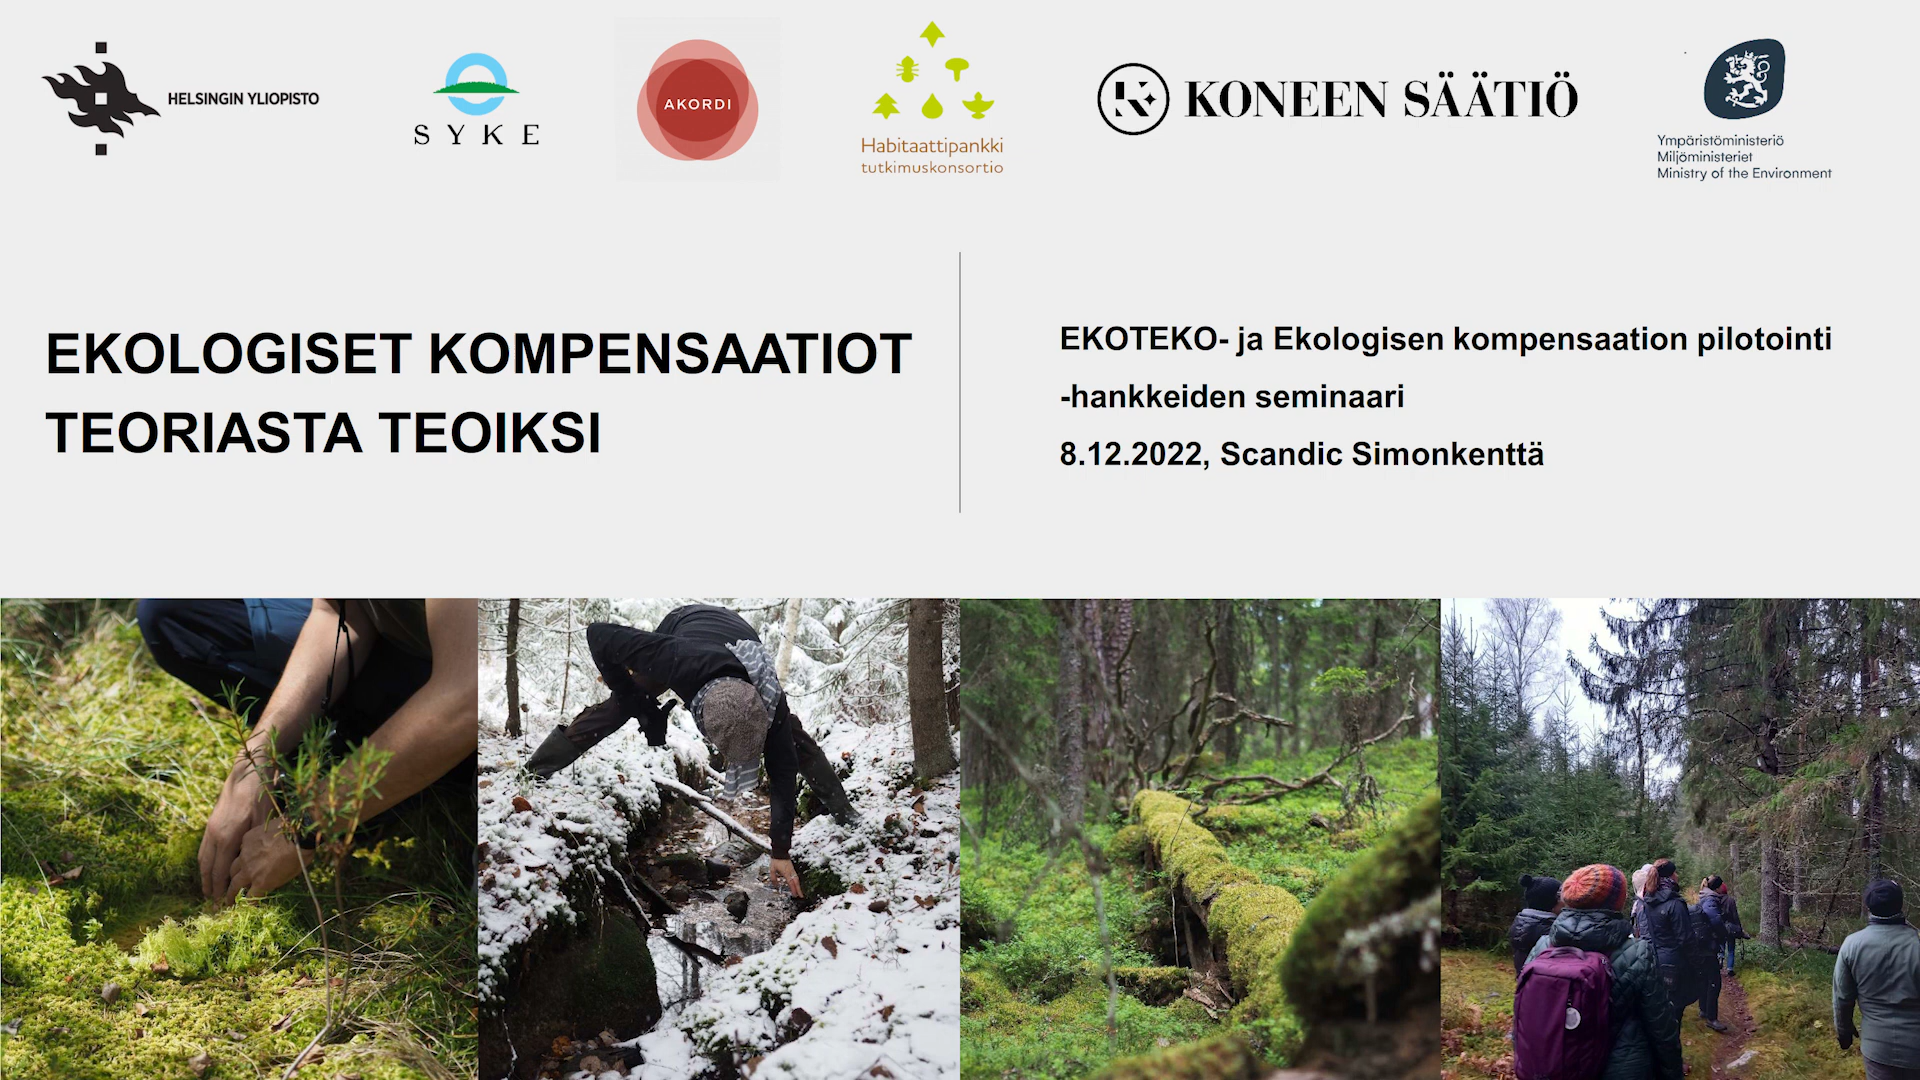 HELSINGIN YLIOPISTO
SYKE
AKORDI
Habitaattipankki
tutkimuskonsortio
KONEEN SÄÄTIÖ
Ympäristöministeriö
Miljöministeriet
Ministry of the Environment
EKOLOGISET KOMPENSAATIOT
TEORIASTA TEOIKSI
EKOTEKO- ja Ekologisen kompensaation pilotointi
-hankkeiden seminaari
8.12.2022, Scandic Simonkenttä